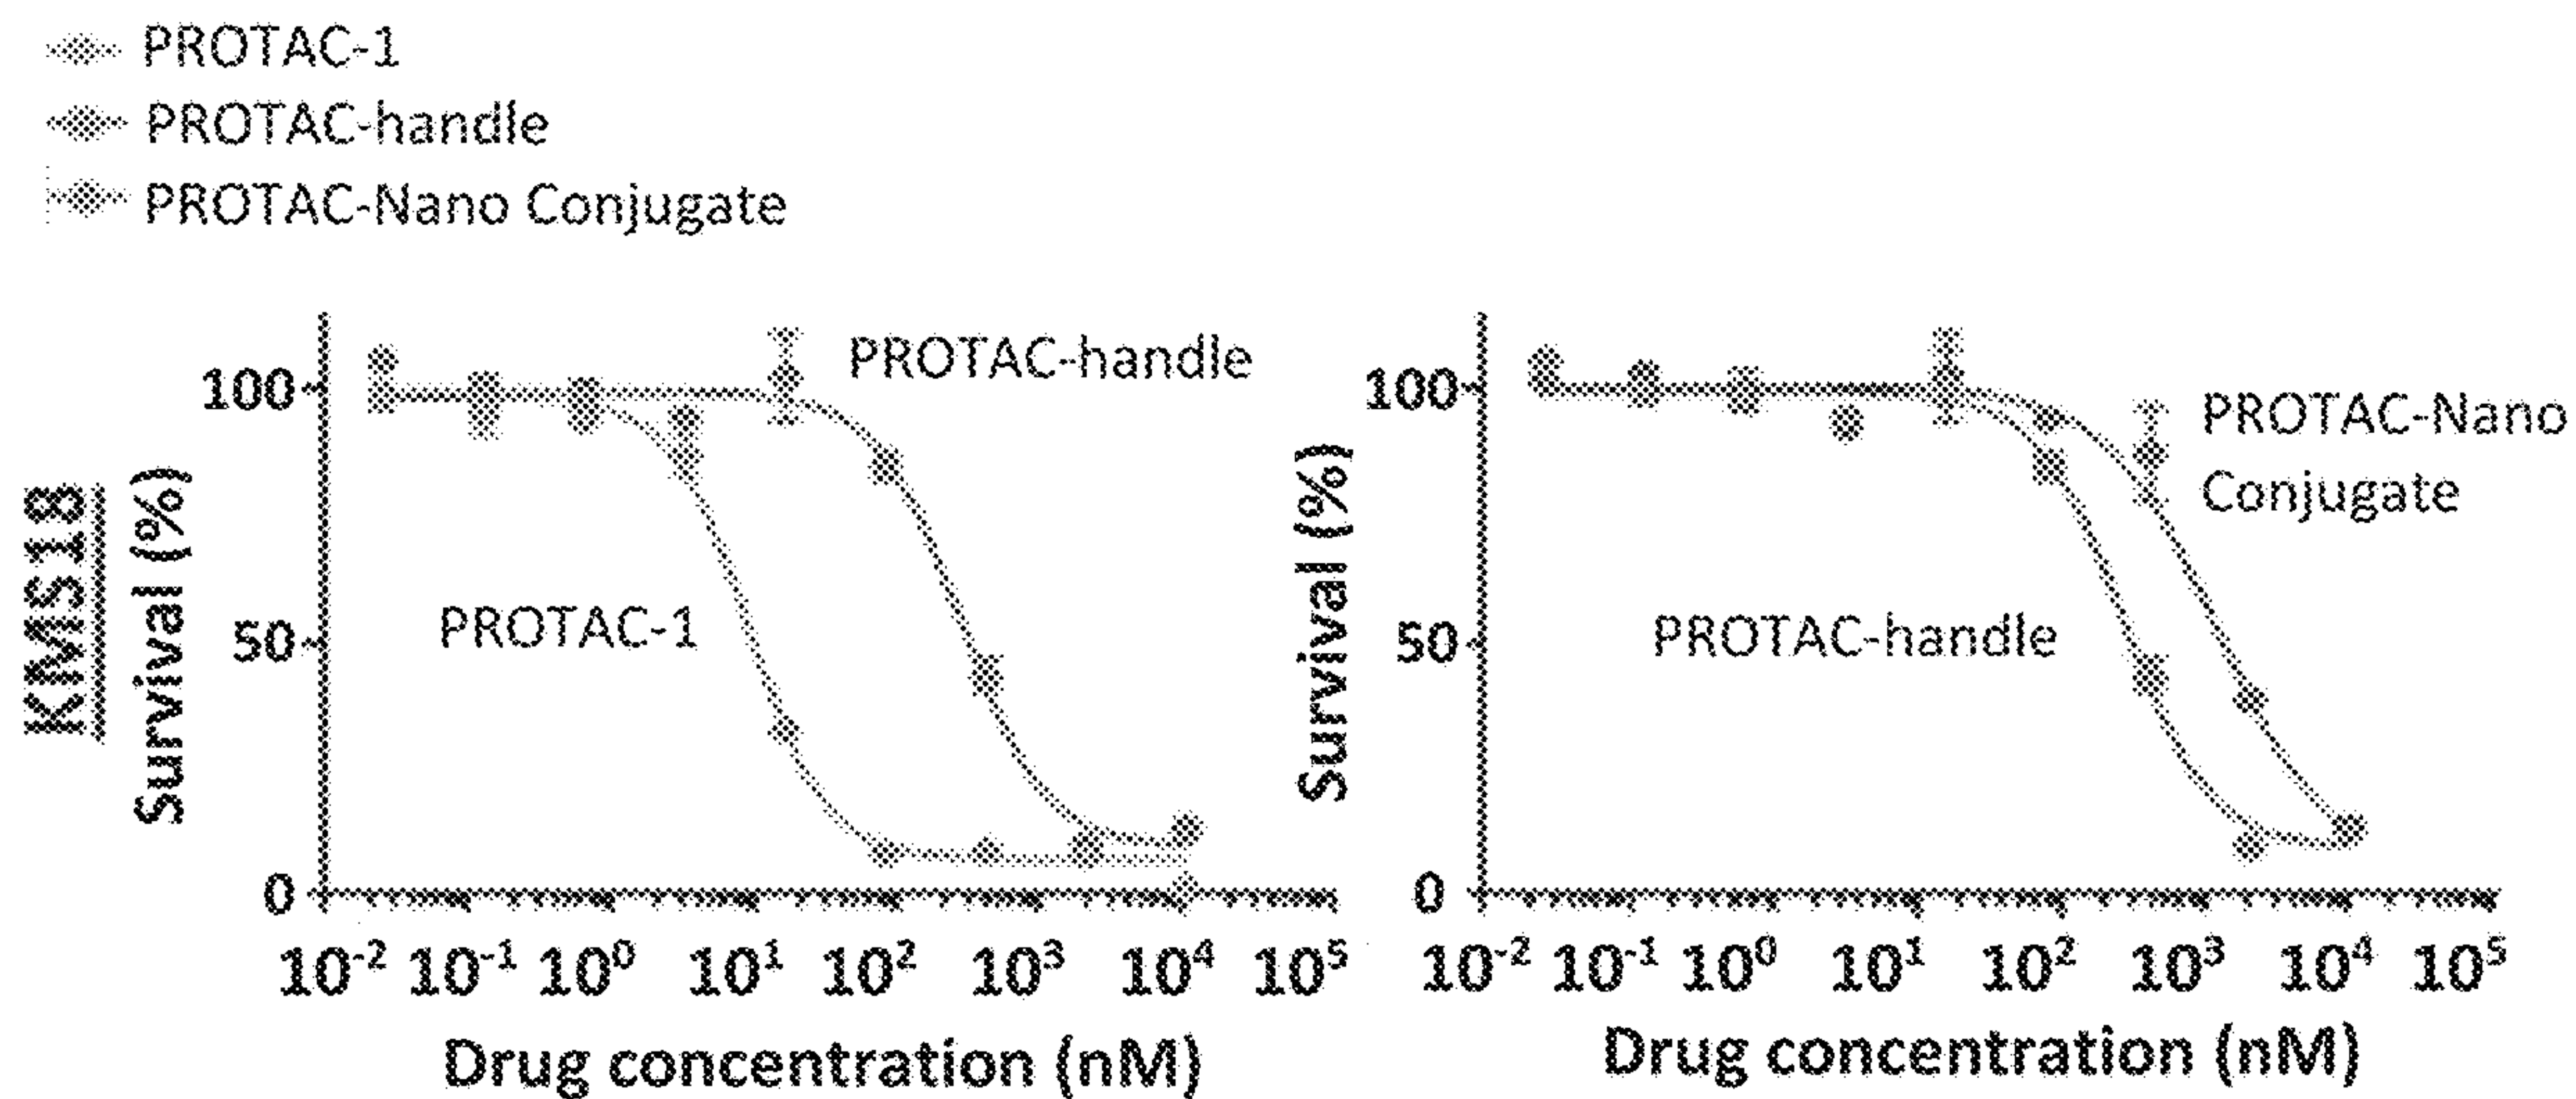 PROTAC-1
PROTAC-handle
PROTAC-Nano Conjugate
KMS18
Survival (%)
100
50
0
PROTAC-handle
PROTAC-1
10⁻² 10⁻¹ 10⁰ 10¹ 10² 10³ 10⁴ 10⁵
Drug concentration (nM)
Survival (%)
100
50
0
PROTAC-Nano
Conjugate
PROTAC-handle
10⁻² 10⁻¹ 10⁰ 10¹ 10² 10³ 10⁴ 10⁵
Drug concentration (nM)